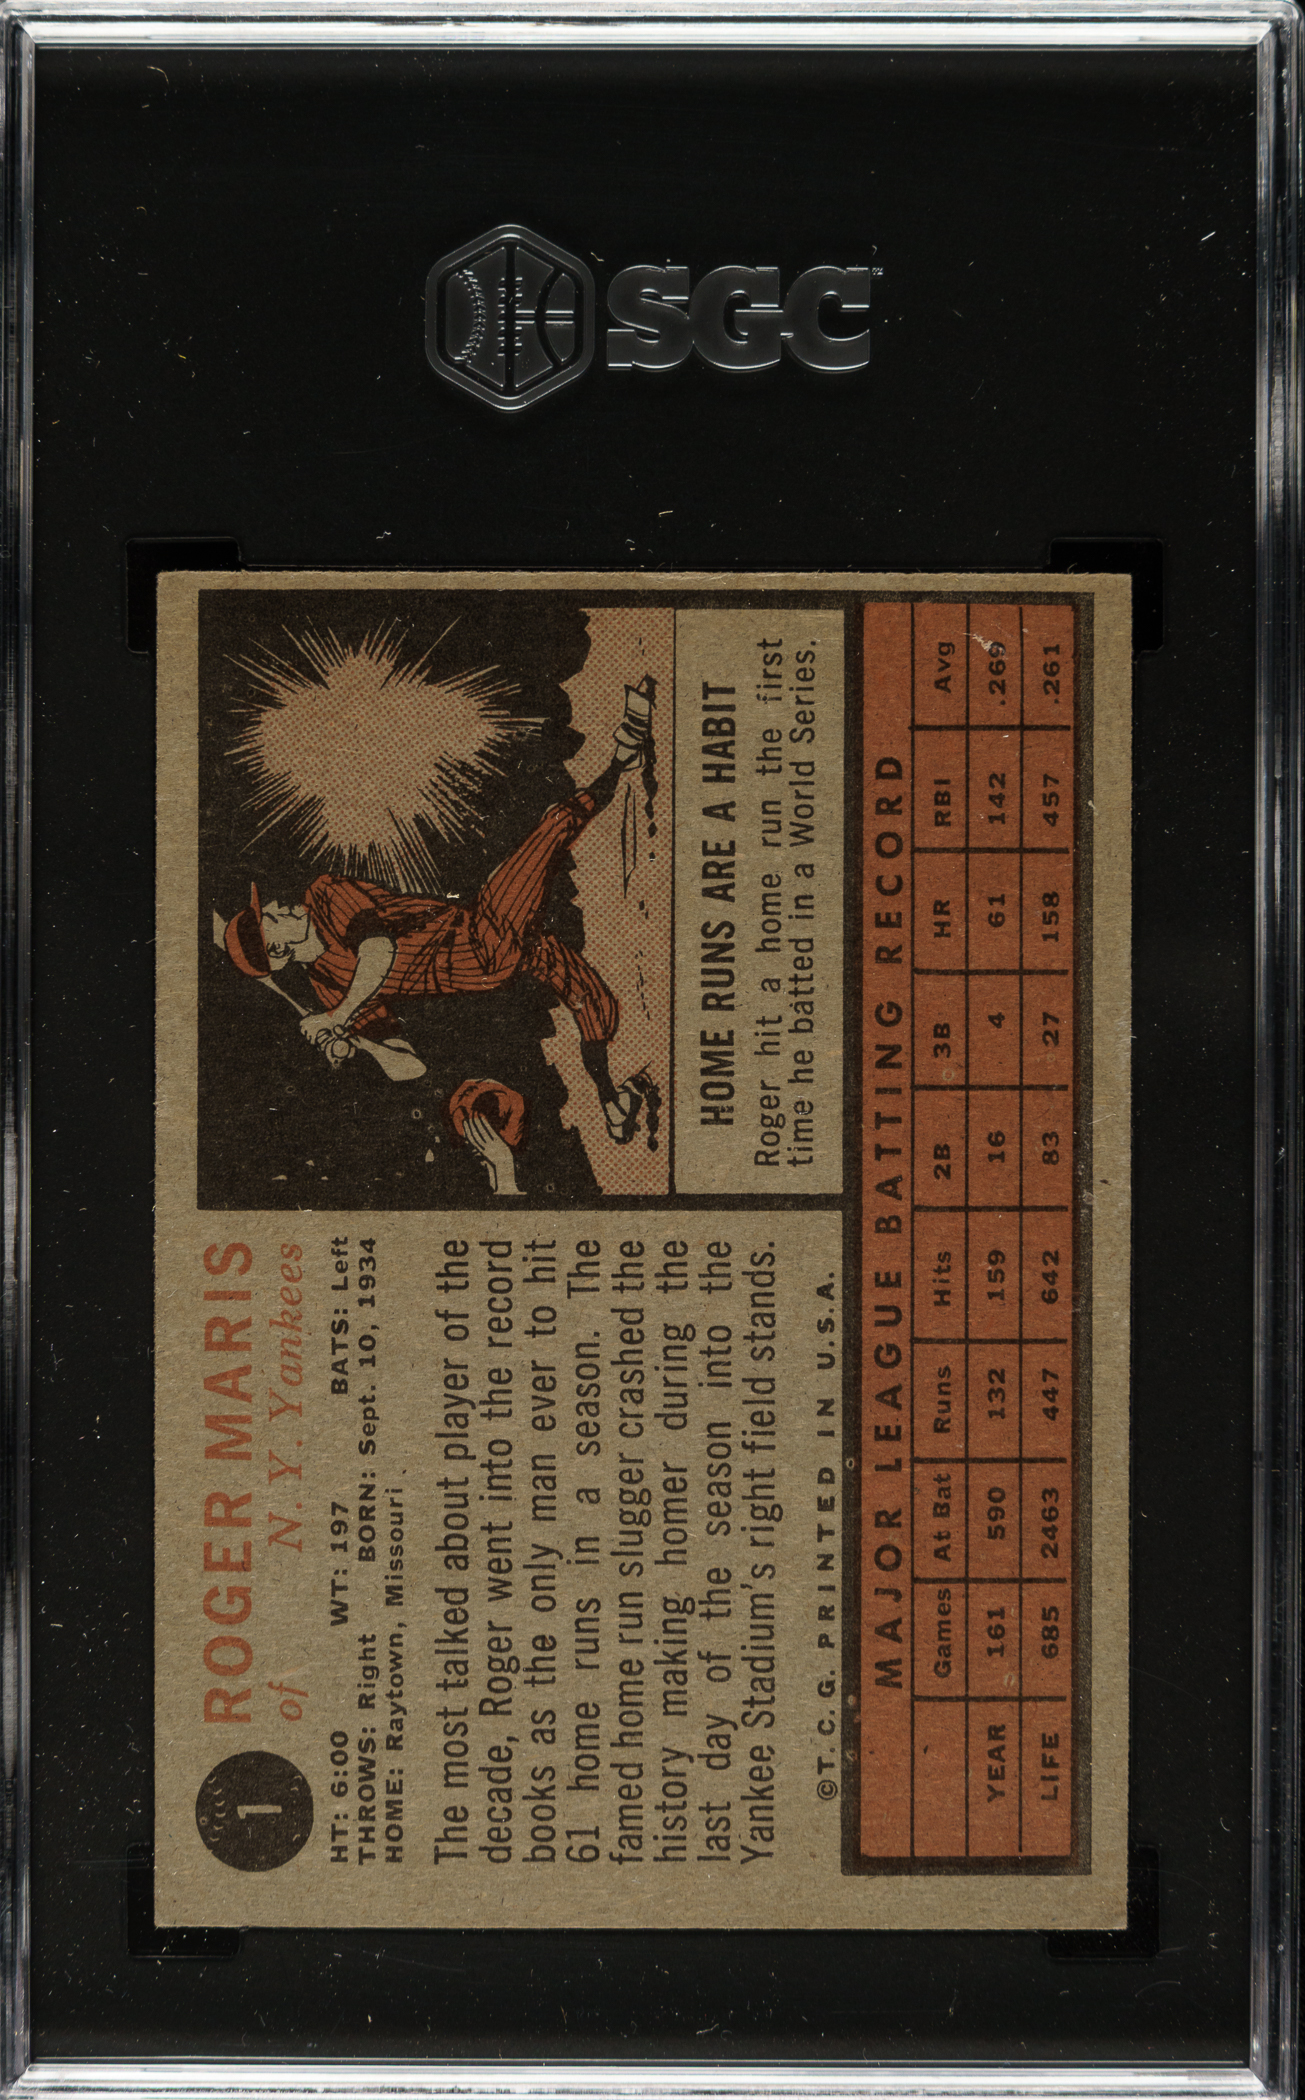 SGC
1
ROGER MARIS
of N. Y. Yankees
HT: 6:00 WT: 197 BATS: Left
THROWS: Right BORN: Sept. 10, 1934
HOME: Raytown, Missouri
The most talked about player of the
decade, Roger went into the record
books as the only man ever to hit
61 home runs in a season. The
famed home run slugger crashed the
history making homer during the
last day of the season into the
Yankee Stadium's right field stands.
©T. C. G. PRINTED IN U.S.A.
HOME RUNS ARE A HABIT
Roger hit a home run the first
time he batted in a World Series.
MAJOR LEAGUE BATTING RECORD
Games At Bat Runs Hits 2B 3B HR RBI Avg
YEAR 161 590 132 159 16 4 61 142 .269
LIFE 685 2463 447 642 83 27 158 457 .261